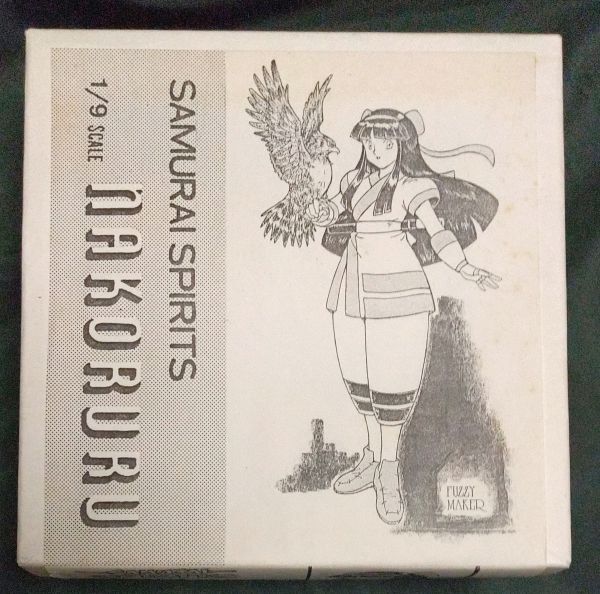 SAMURAI SPIRITS
1/9 SCALE NAKORURU
FUZZY
MAKER